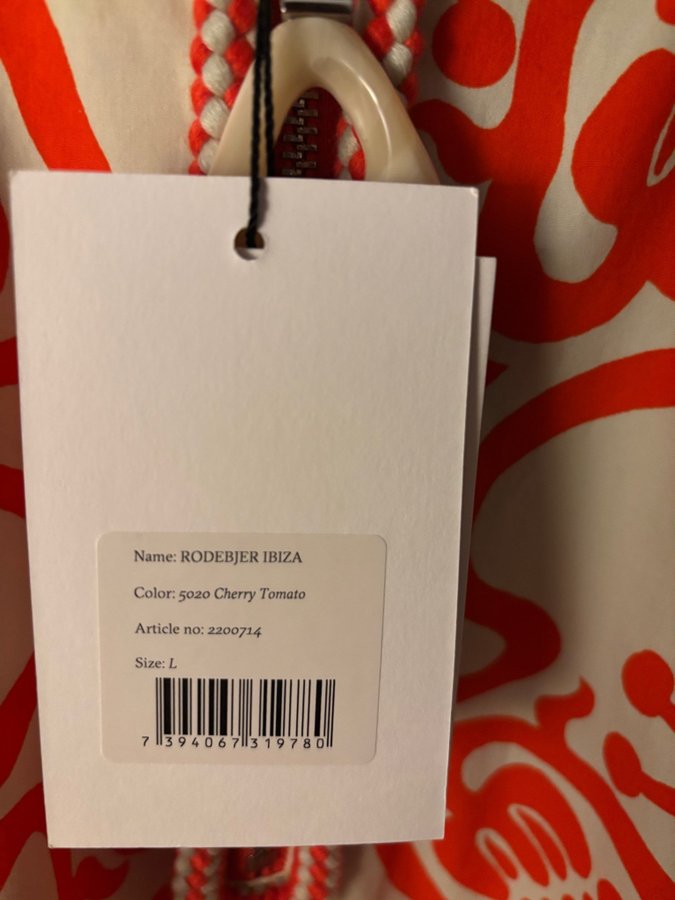 Name: RODEBJER IBIZA
Color: 5020 Cherry Tomato
Article no: 2200714
Size: L
7 394067 319780